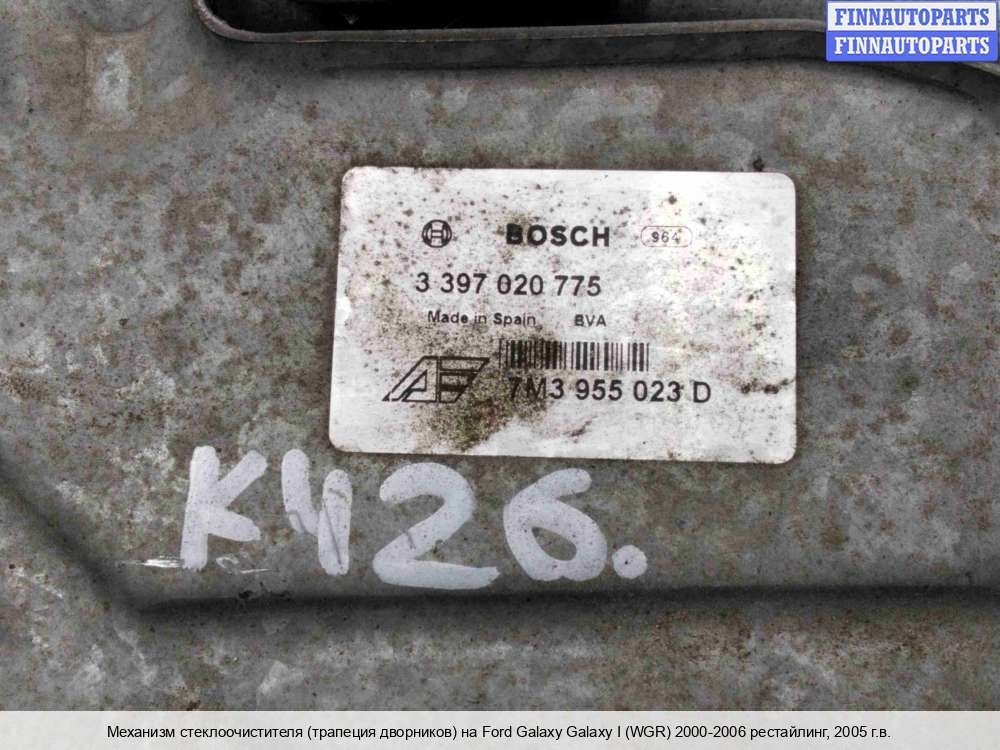 FINNAUTOPARTS
FINNAUTOPARTS
BOSCH 964
3 397 020 775
Made in Spain BVA
7M3 955 023 D
K426.
Механизм стеклоочистителя (трапеция дворников) на Ford Galaxy Galaxy I (WGR) 2000-2006 рестайлинг, 2005 г.в.